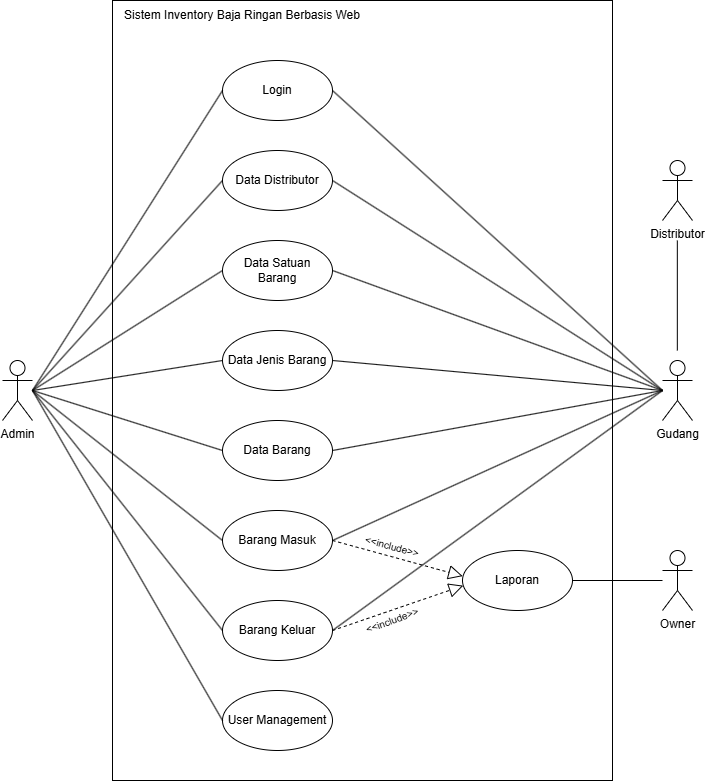 Sistem Inventory Baja Ringan Berbasis Web
Login
Data Distributor
Distributor
Data Satuan
Barang
Data Jenis Barang
Admin
Gudang
Data Barang
Barang Masuk
<<include>>
Laporan
Barang Keluar
<<include>>
Owner
User Management